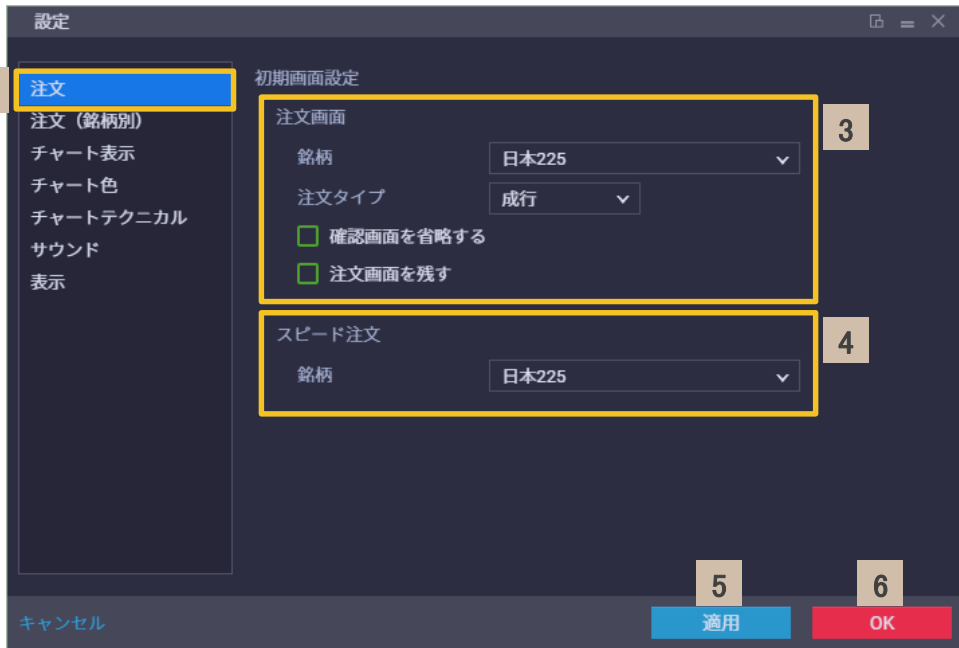 設定
注文
注文（銘柄別）
チャート表示
チャート色
チャートテクニカル
サウンド
表示
初期画面設定
注文画面
3
銘柄 日本225
注文タイプ 成行
確認画面を省略する
注文画面を残す
スピード注文
4
銘柄 日本225
5
6
キャンセル 適用 OK